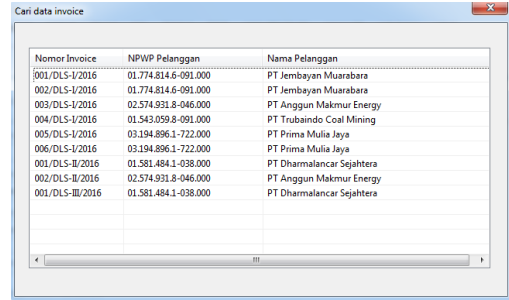 Cari data invoice
Nomor Invoice NPWP Pelanggan Nama Pelanggan
001/DLS-I/2016 01.774.814.6-091.000 PT Jembayan Muarabara
002/DLS-I/2016 01.774.814.6-091.000 PT Jembayan Muarabara
003/DLS-I/2016 02.574.931.8-046.000 PT Anggun Makmur Energy
004/DLS-I/2016 01.543.059.8-091.000 PT Trubaindo Coal Mining
005/DLS-I/2016 03.194.896.1-722.000 PT Prima Mulia Jaya
006/DLS-I/2016 03.194.896.1-722.000 PT Prima Mulia Jaya
001/DLS-II/2016 01.581.484.1-038.000 PT Dharmalancar Sejahtera
002/DLS-II/2016 02.574.931.8-046.000 PT Anggun Makmur Energy
001/DLS-III/2016 01.581.484.1-038.000 PT Dharmalancar Sejahtera